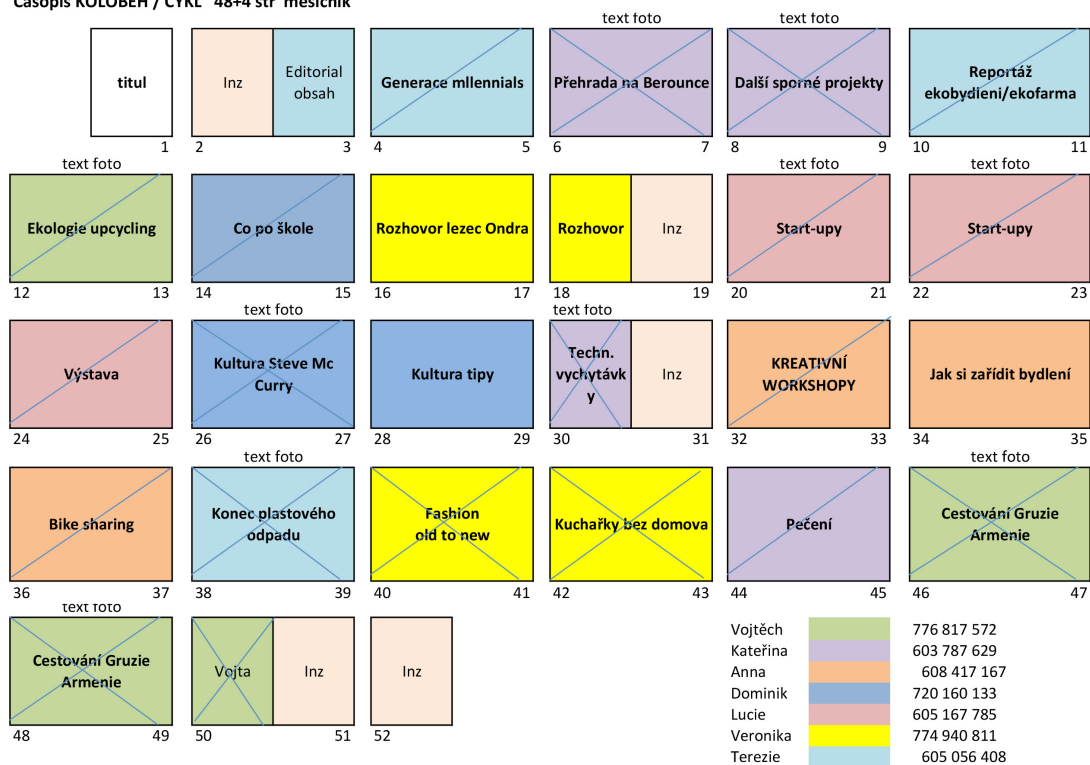 Časopis KOLOBĚH / CYKL 48+4 str měsíčník
text foto
text foto
titul
Inz
Editorial
obsah
Generace mllennials
Přehrada na Berounce
Další sporné projekty
Reportáž
ekobydieni/ekofarma
1
2
3
4
5
6
7
8
9
10
11
text foto
text foto
text foto
Ekologie upcycling
Co po škole
Rozhovor lezec Ondra
Rozhovor
Inz
Start-upy
Start-upy
12
13
14
15
16
17
18
19
20
21
22
23
text foto
text foto
Výstava
Kultura Steve Mc
Curry
Kultura tipy
Techn.
vychytávk
y
Inz
KREATIVNÍ
WORKSHOPY
Jak si zařídit bydlení
24
25
26
27
28
29
30
31
32
33
34
35
text foto
text foto
text foto
Bike sharing
Konec plastového
odpadu
Fashion
old to new
Kuchařky bez domova
Pečení
Cestování Gruzie
Armenie
36
37
38
39
40
41
42
43
44
45
46
47
text foto
Cestování Gruzie
Armenie
Vojta
Inz
Inz
48
49
50
51
52
Vojtěch 776 817 572
Kateřina 603 787 629
Anna 608 417 167
Dominik 720 160 133
Lucie 605 167 785
Veronika 774 940 811
Terezie 605 056 408